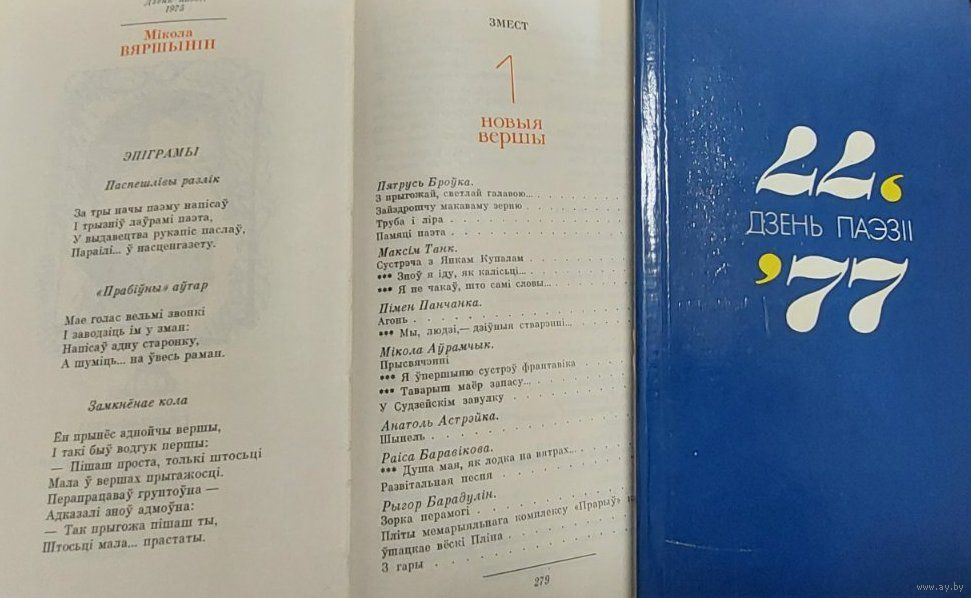 1975
Мікола
ВЯРШЫНІН
ЭПІГРАМЫ
Паспешлівы разлік
За тры начы паэму напісаў
І трызніў лаўрамі паэта,
У выдавецтва рукапіс паслаў,
Параілі... ў насценгазету.
«Прабіўны» аўтар
Мае голас вельмі звонкі
І заводзіць ім у зман:
Напісаў адну старонку,
А шуміць... на ўвесь раман.
Замкнёнае кола
Ён прынёс аднойчы вершы,
І такі быў водгук першы:
— Пішаш проста, толькі штосьці
Мала ў вершах прыгажосці.
Перапрацаваў грунтоўна —
Адказалі зноў адмоўна:
— Так прыгожа пішаш ты,
Штосьці мала... прастаты.
ЗМЕСТ
1
новыя
вершы
Пятрусь Броўка.
З прыгожай, светлай галавою...
Зайздрошчу макаваму зерню
Труба і ліра
Памяці паэта
Максім Танк.
Сустрэча з Янкам Купалам
*** Зноў я іду, як калісьці...
*** Я не чакаў, што самі словы...
Пімен Панчанка.
Агонь
*** Мы, людзі,— дзіўныя стварэнні...
Мікола Аўрамчык.
Прысвячэнні
*** Я ўпершыню сустрэў франтавіка
*** Таварыш маёр запасу...
У Судзейскім завулку
Анатоль Астрэйка.
Шынель
Раіса Баравікова.
*** Душа мая, як лодка на вятрах...
Развітальная песня
Рыгор Барадулін.
Зорка перамогі
Пліты мемарыяльнага комплексу «Прарыў»
ўшацкае вёскі Пліна
З гары
279
ДЗЕНЬ ПАЭЗІІ
’77
www.ay.by